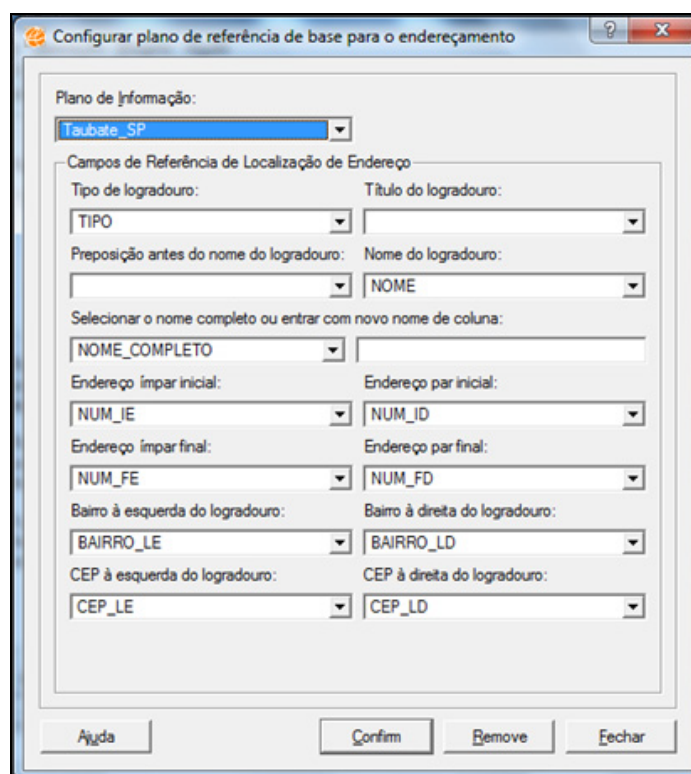 Configurar plano de referência de base para o endereçamento
Plano de Informação:
Taubate_SP
Campos de Referência de Localização de Endereço
Tipo de logradouro: Título do logradouro:
TIPO
Preposição antes do nome do logradouro: Nome do logradouro:
NOME
Selecionar o nome completo ou entrar com novo nome de coluna:
NOME_COMPLETO
Endereço ímpar inicial: Endereço par inicial:
NUM_IE NUM_ID
Endereço ímpar final: Endereço par final:
NUM_FE NUM_FD
Bairro à esquerda do logradouro: Bairro à direita do logradouro:
BAIRRO_LE BAIRRO_LD
CEP à esquerda do logradouro: CEP à direita do logradouro:
CEP_LE CEP_LD
Ajuda Confirm Remove Fechar